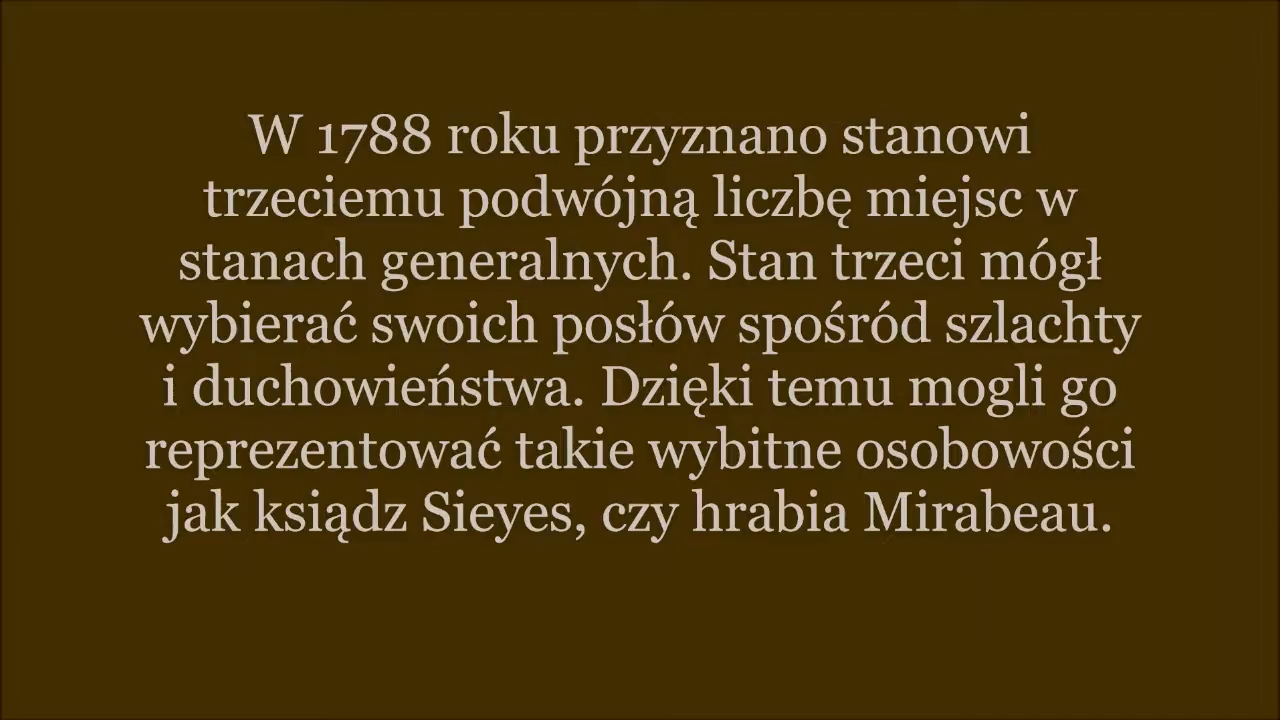 W 1788 roku przyznano stanowi
trzeciemu podwójną liczbę miejsc w
stanach generalnych. Stan trzeci mógł
wybierać swoich posłów spośród szlachty
i duchowieństwa. Dzięki temu mogli go
reprezentować takie wybitne osobowości
jak ksiądz Sieyes, czy hrabia Mirabeau.